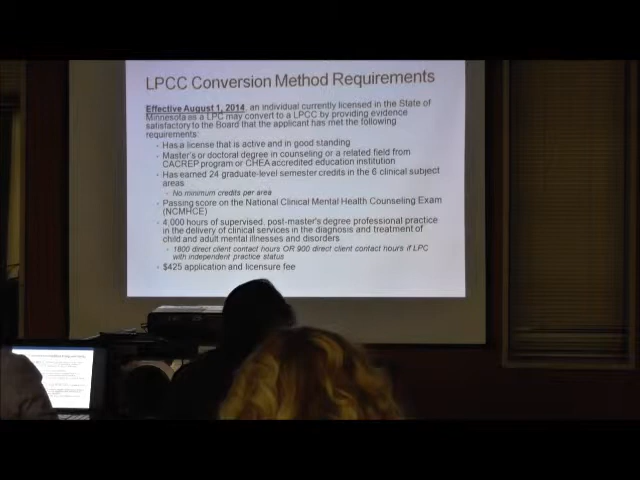 LPCC Conversion Method Requirements
Effective August 1, 2014, an individual currently licensed in the State of
Minnesota as a LPC may convert to a LPCC by providing evidence
satisfactory to the Board that the applicant has met the following
requirements:
- Has a license that is active and in good standing
- Master's or doctoral degree in counseling or a related field from
CACREP program or CHEA accredited education institution
- Has earned 24 graduate-level semester credits in the 6 clinical subject
areas
- No minimum credits per area
- Passing score on the National Clinical Mental Health Counseling Exam
(NCMHCE)
- 4,000 hours of supervised, post-master's degree professional practice
in the delivery of clinical services in the diagnosis and treatment of
child and adult mental illnesses and disorders
- 1800 direct client contact hours OR 900 direct client contact hours if LPC
with independent practice status
- $425 application and licensure fee